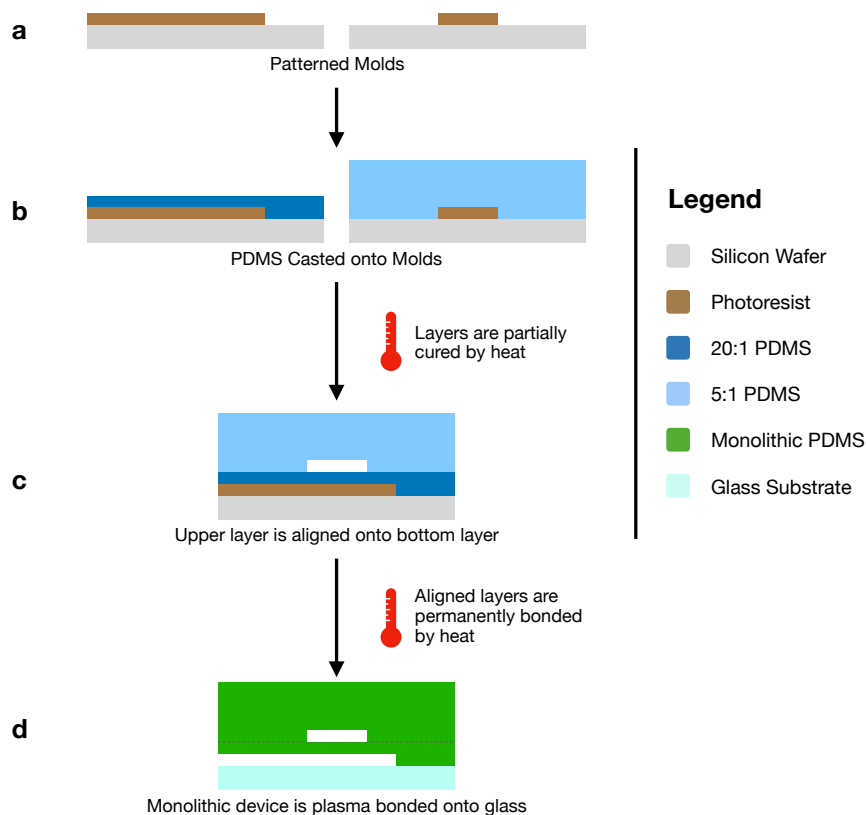 a
Patterned Molds
b
PDMS Casted onto Molds
Layers are partially
cured by heat
c
Upper layer is aligned onto bottom layer
Aligned layers are
permanently bonded
by heat
d
Monolithic device is plasma bonded onto glass
Legend
Silicon Wafer
Photoresist
20:1 PDMS
5:1 PDMS
Monolithic PDMS
Glass Substrate